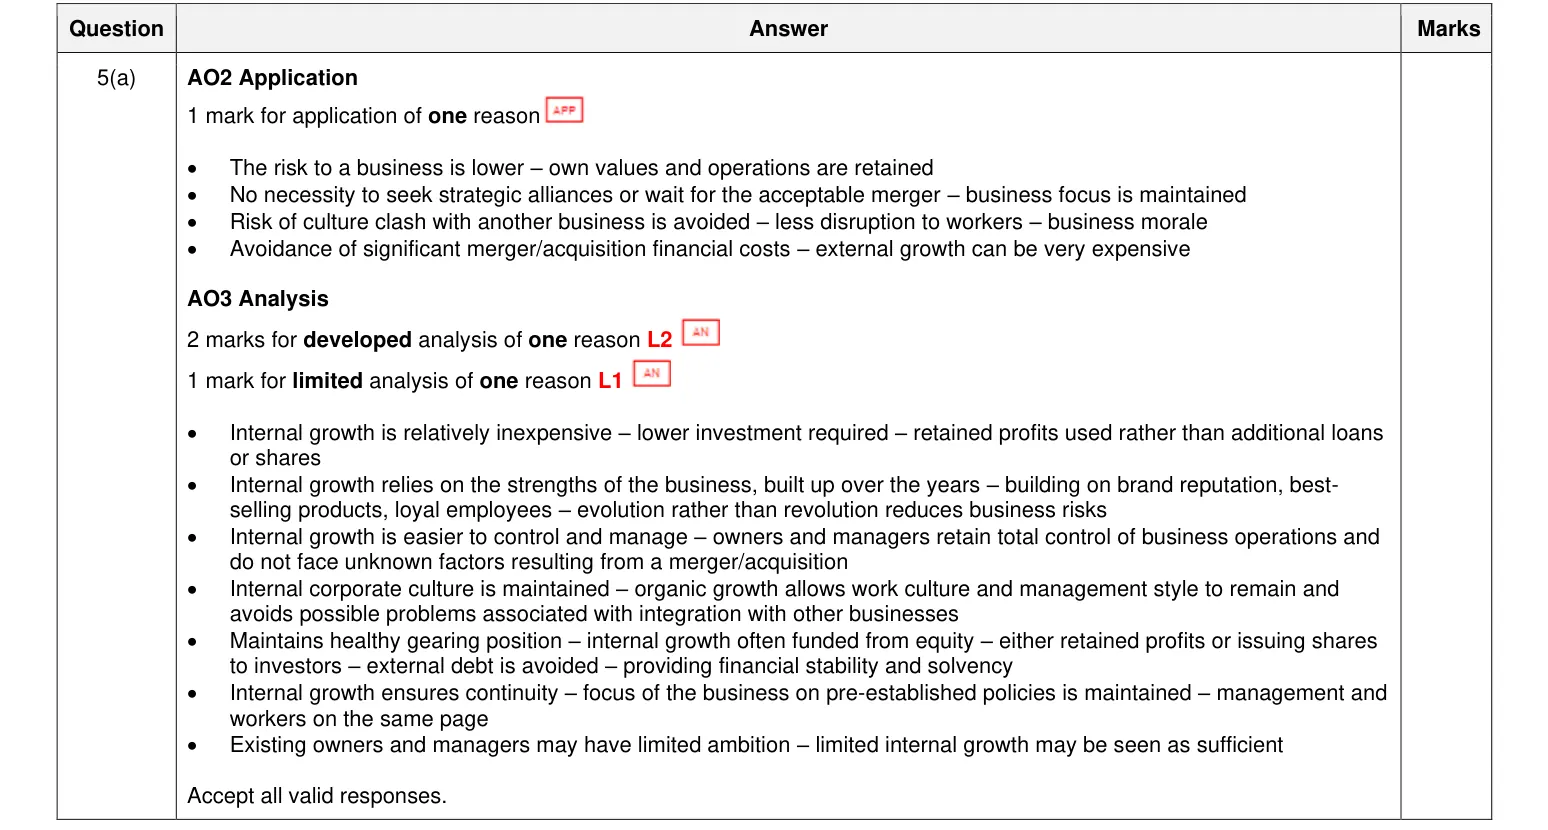 Question Answer Marks
5(a) AO2 Application
1 mark for application of one reason APP
• The risk to a business is lower – own values and operations are retained
• No necessity to seek strategic alliances or wait for the acceptable merger – business focus is maintained
• Risk of culture clash with another business is avoided – less disruption to workers – business morale
• Avoidance of significant merger/acquisition financial costs – external growth can be very expensive
AO3 Analysis
2 marks for developed analysis of one reason L2 AN
1 mark for limited analysis of one reason L1 AN
• Internal growth is relatively inexpensive – lower investment required – retained profits used rather than additional loans
or shares
• Internal growth relies on the strengths of the business, built up over the years – building on brand reputation, best-
selling products, loyal employees – evolution rather than revolution reduces business risks
• Internal growth is easier to control and manage – owners and managers retain total control of business operations and
do not face unknown factors resulting from a merger/acquisition
• Internal corporate culture is maintained – organic growth allows work culture and management style to remain and
avoids possible problems associated with integration with other businesses
• Maintains healthy gearing position – internal growth often funded from equity – either retained profits or issuing shares
to investors – external debt is avoided – providing financial stability and solvency
• Internal growth ensures continuity – focus of the business on pre-established policies is maintained – management and
workers on the same page
• Existing owners and managers may have limited ambition – limited internal growth may be seen as sufficient
Accept all valid responses.